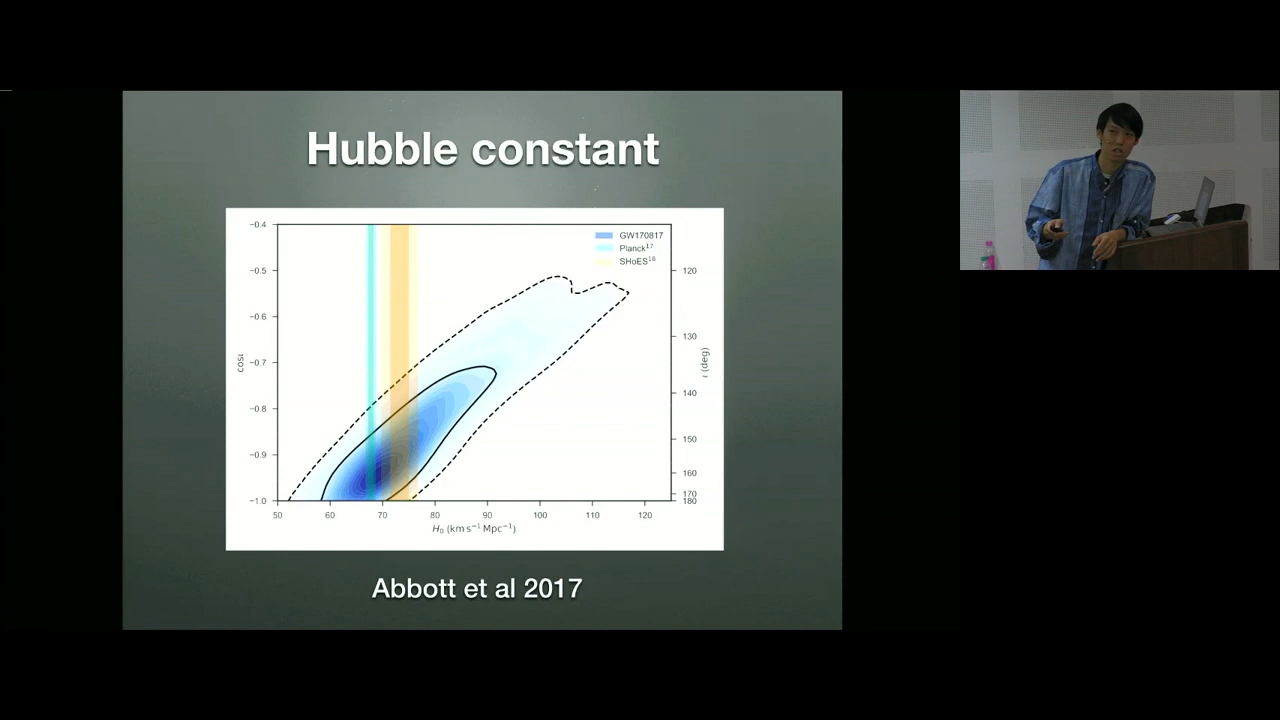 Hubble constant
−0.4
−0.5
−0.6
−0.7
−0.8
−0.9
−1.0
cosι
GW170817
Planck¹⁷
SHoES¹⁸
120
130
140
150
160
170
180
ι (deg)
50 60 70 80 90 100 110 120
H₀ (km s⁻¹ Mpc⁻¹)
Abbott et al 2017